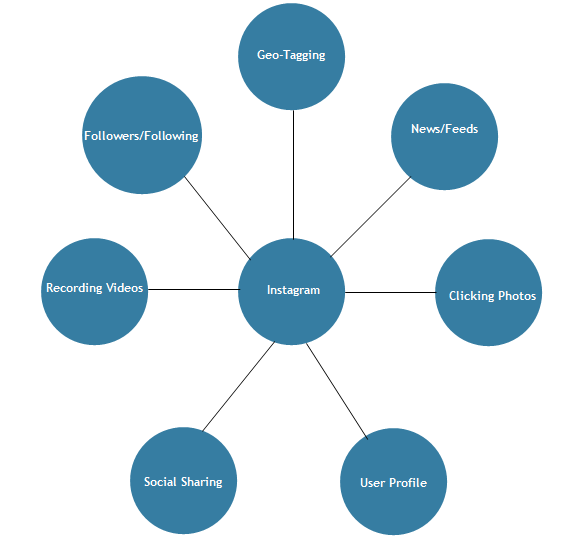 Geo-Tagging
News/Feeds
Followers/Following
Recording Videos
Instagram
Clicking Photos
Social Sharing
User Profile